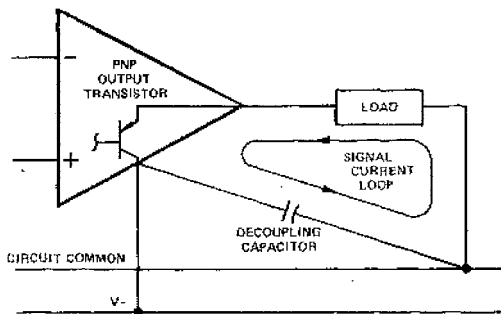 −
PNP
OUTPUT
TRANSISTOR
LOAD
+
SIGNAL
CURRENT
LOOP
DECOUPLING
CAPACITOR
CIRCUIT COMMON
V-